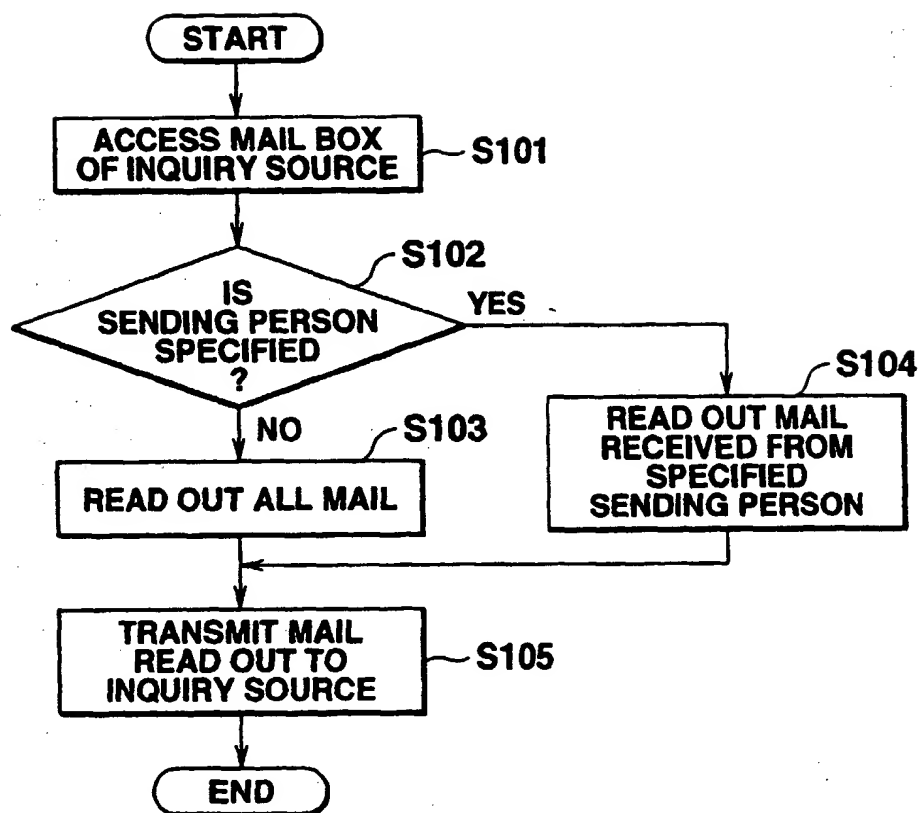 START
ACCESS MAIL BOX
OF INQUIRY SOURCE
S101
S102
IS
SENDING PERSON
SPECIFIED
?
YES
NO
S103
READ OUT ALL MAIL
S104
READ OUT MAIL
RECEIVED FROM
SPECIFIED
SENDING PERSON
TRANSMIT MAIL
READ OUT TO
INQUIRY SOURCE
S105
END